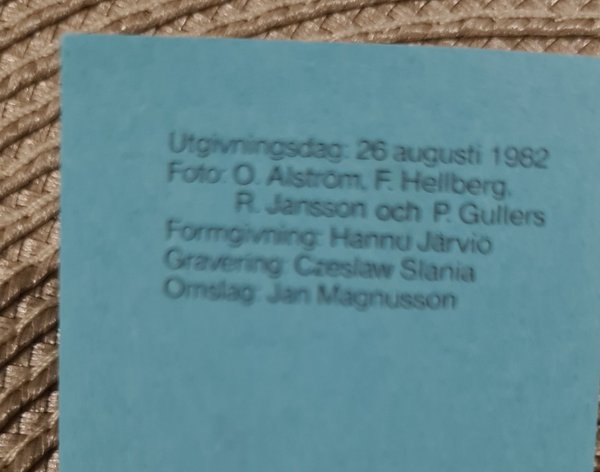 Utgivningsdag: 26 augusti 1982
Foto: O. Alström, F. Hellberg,
R. Jansson och P. Gullers
Formgivning: Hannu Järviö
Gravering: Czeslaw Slania
Omslag: Jan Magnusson